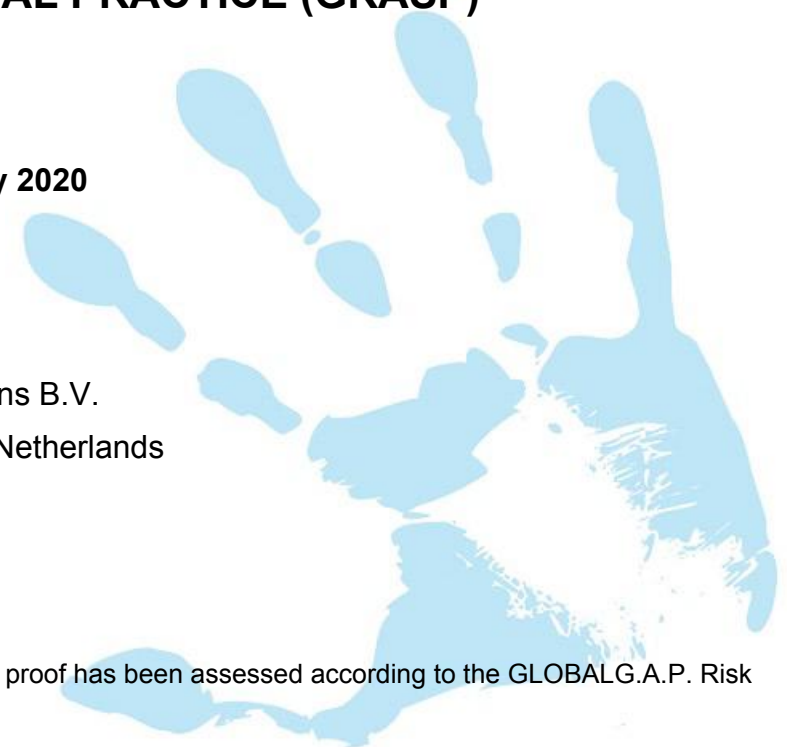 AL PRACTICE (GRASP)
y 2020
ns B.V.
Netherlands
proof has been assessed according to the GLOBALG.A.P. Risk